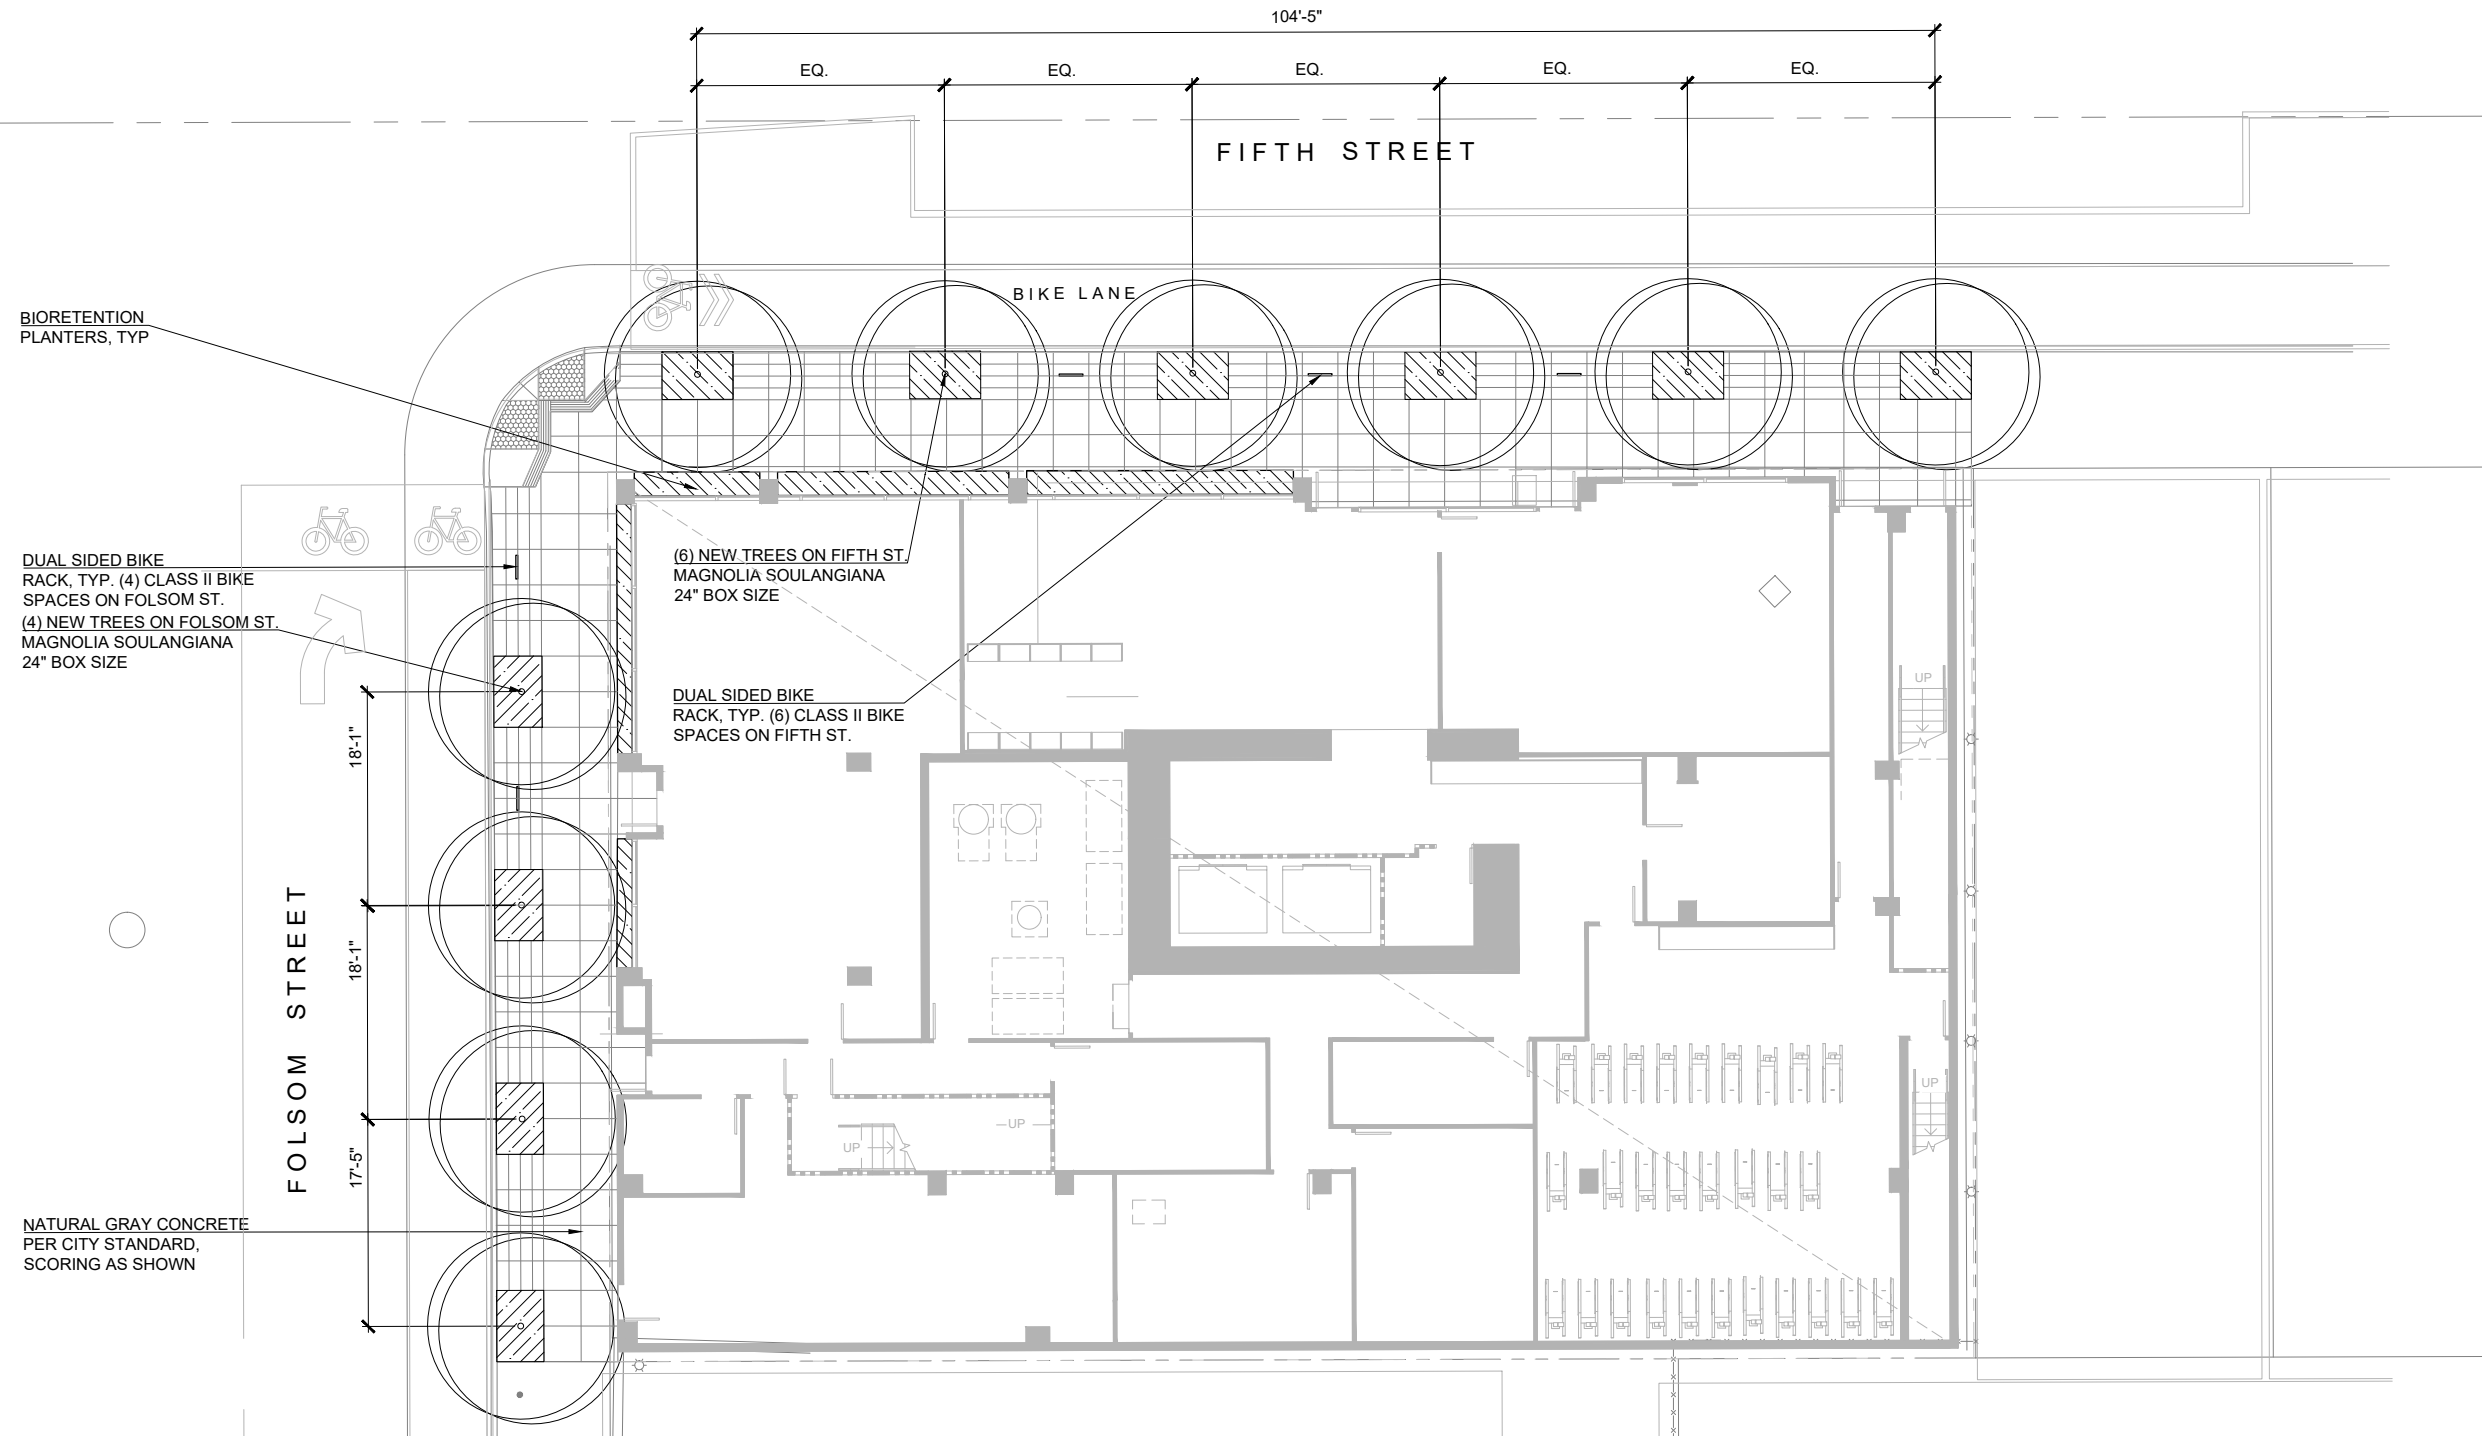 104'-5"
EQ.
EQ.
EQ.
EQ.
EQ.
FIFTH STREET
BIKE LANE
BIORETENTION
PLANTERS, TYP
DUAL SIDED BIKE
RACK, TYP. (4) CLASS II BIKE
SPACES ON FOLSOM ST.
(4) NEW TREES ON FOLSOM ST.
MAGNOLIA SOULANGIANA
24" BOX SIZE
(6) NEW TREES ON FIFTH ST.
MAGNOLIA SOULANGIANA
24" BOX SIZE
DUAL SIDED BIKE
RACK, TYP. (6) CLASS II BIKE
SPACES ON FIFTH ST.
UP
18'-1"
18'-1"
17'-5"
FOLSOM STREET
UP
UP
UP
NATURAL GRAY CONCRETE
PER CITY STANDARD,
SCORING AS SHOWN